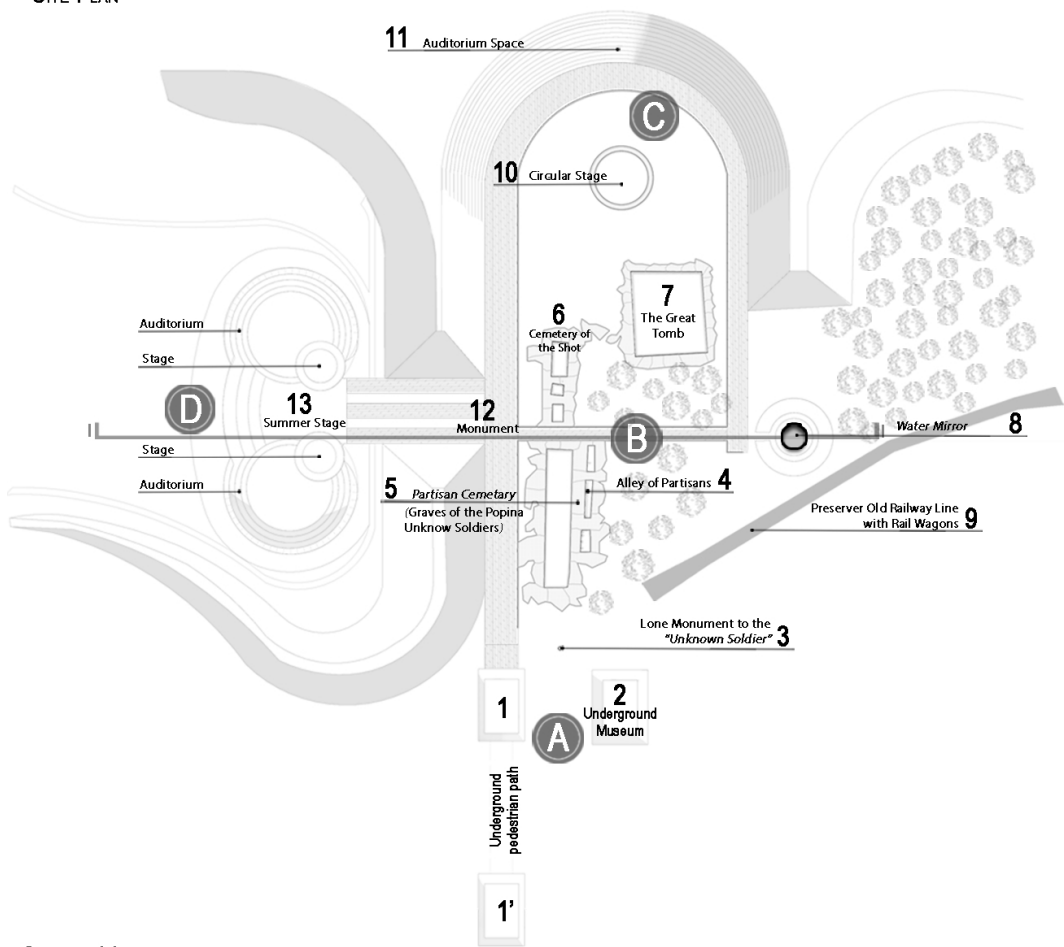 SITE PLAN
11 Auditorium Space
C
10 Circular Stage
7
The Great
Tomb
6
Cemetery of
the Shot
Auditorium
Stage
D
13
Summer Stage
12
Monument
B
Water Mirror 8
Stage
Auditorium
Alley of Partisans 4
5 Partisan Cemetary
(Graves of the Popina
Unknow Soldiers)
Preserver Old Railway Line
with Rail Wagons 9
Lone Monument to the
"Unknown Soldier" 3
1
2
Underground
Museum
A
Underground
pedestrian path
1'